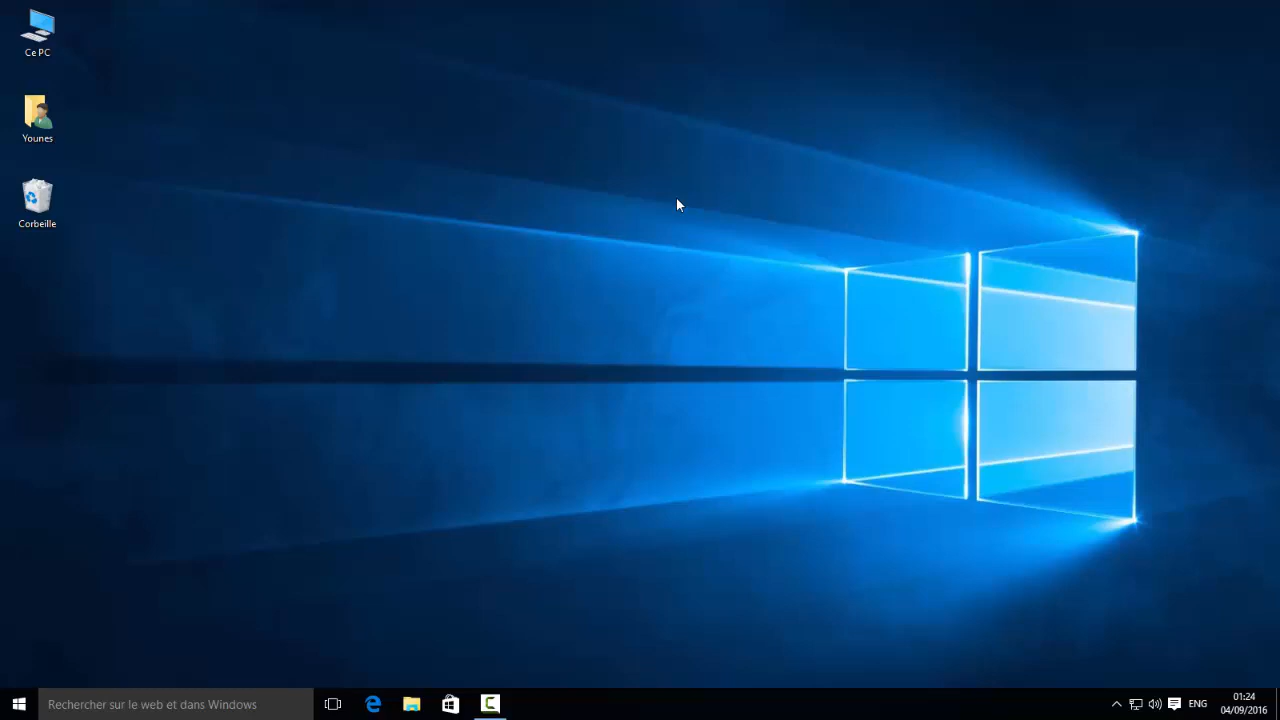 Ce PC
Younes
Corbeille
Rechercher sur le web et dans Windows
ENG
01:24
04/09/2016